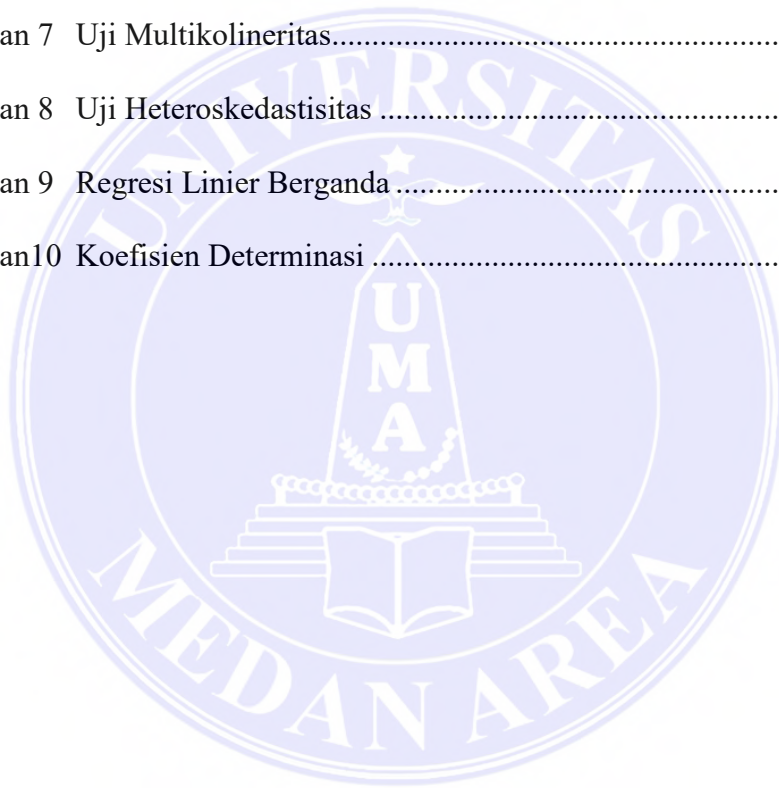 an 7 Uji Multikolineritas.......................................................
an 8 Uji Heteroskedastisitas .................................................
an 9 Regresi Linier Berganda ...............................................
an10 Koefisien Determinasi ..................................................
UNIVERSITAS
UMA
MEDAN AREA